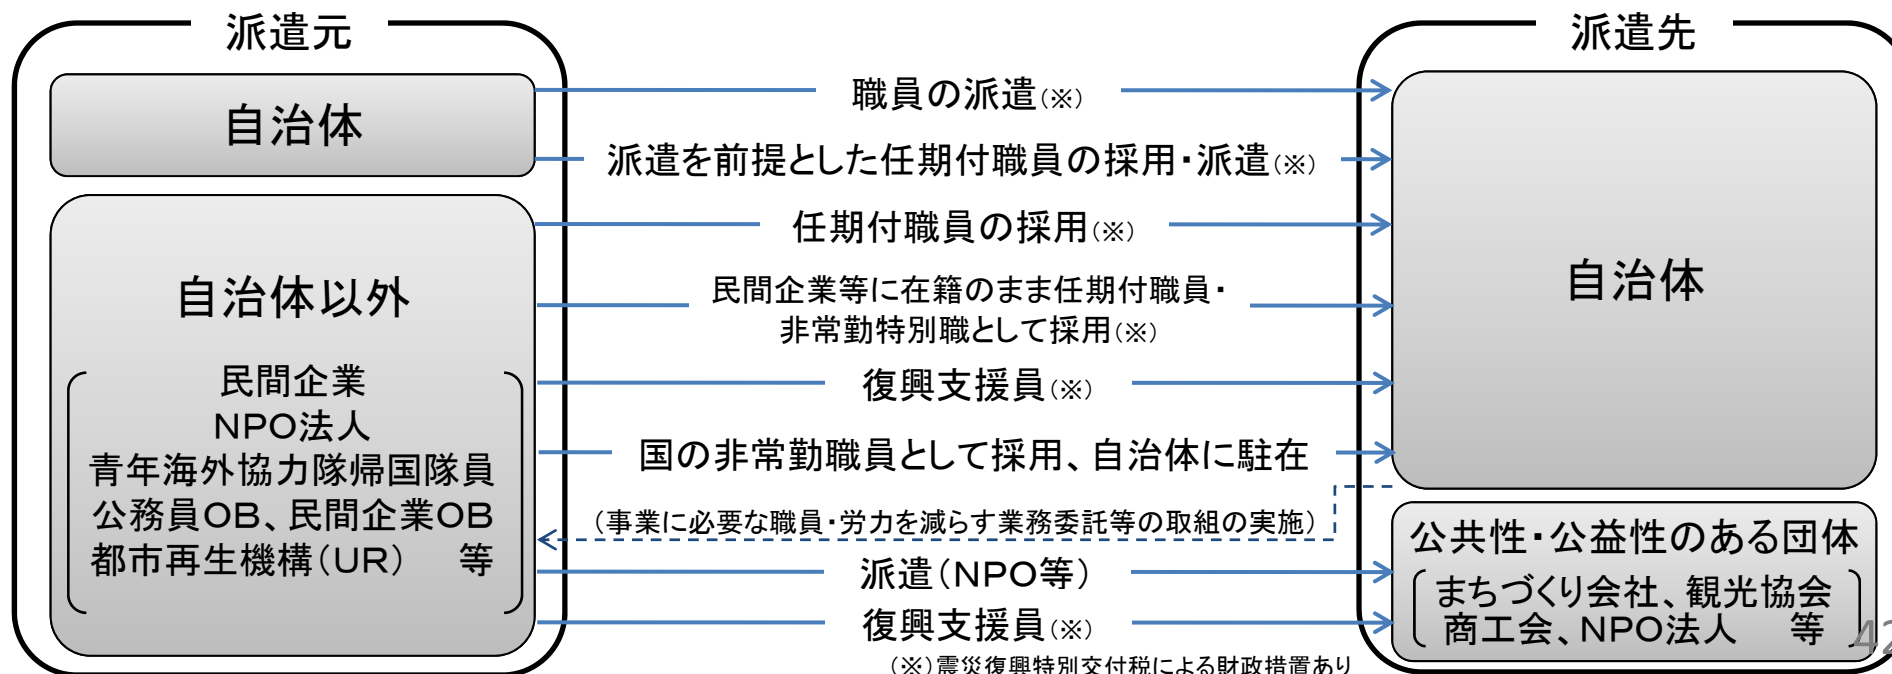 派遣元
派遣先
自治体
自治体以外
民間企業
NPO法人
青年海外協力隊帰国隊員
公務員OB、民間企業OB
都市再生機構(UR)　等
職員の派遣(※)
派遣を前提とした任期付職員の採用・派遣(※)
任期付職員の採用(※)
民間企業等に在籍のまま任期付職員・
非常勤特別職として採用(※)
復興支援員(※)
国の非常勤職員として採用、自治体に駐在
(事業に必要な職員・労力を減らす業務委託等の取組の実施)
派遣(NPO等)
復興支援員(※)
(※)震災復興特別交付税による財政措置あり
自治体
公共性・公益性のある団体
まちづくり会社、観光協会
商工会、NPO法人　等
42